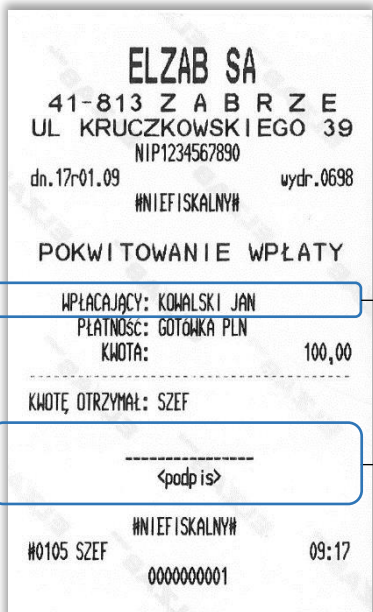 ELZAB SA
41-813 Z A B R Z E
UL KRUCZKOWSKIEGO 39
NIP1234567890
dn.17r01.09 wydr.0698
#NIEFISKALNY#
POKWITOWANIE WPŁATY
WPŁACAJĄCY: KOWALSKI JAN
PŁATNOŚĆ: GOTÓWKA PLN
KWOTA: 100,00
KWOTĘ OTRZYMAŁ: SZEF
<podpis>
#NIEFISKALNY#
#0105 SZEF 09:17
0000000001